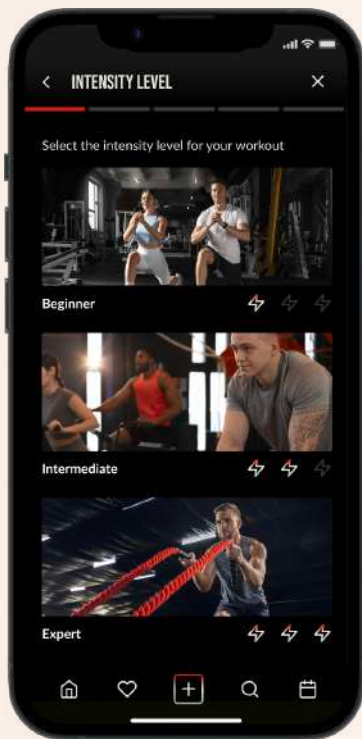 INTENSITY LEVEL
Select the intensity level for your workout
Beginner
Intermediate
Expert